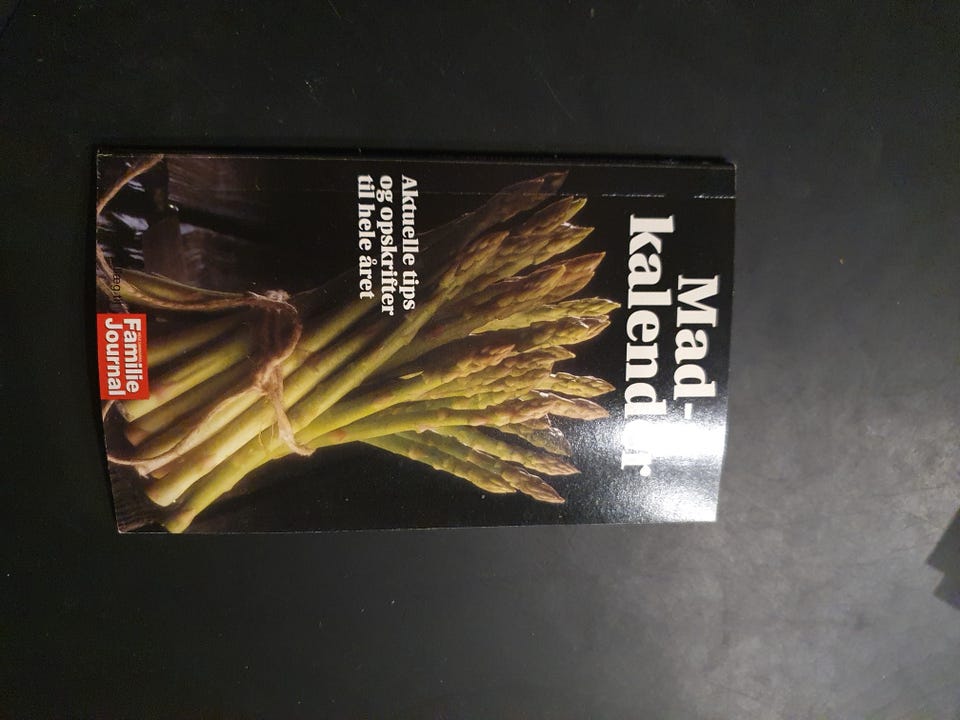 Mad-
kalender
Aktuelle tips
og opskrifter
til hele året
Familie
Journal